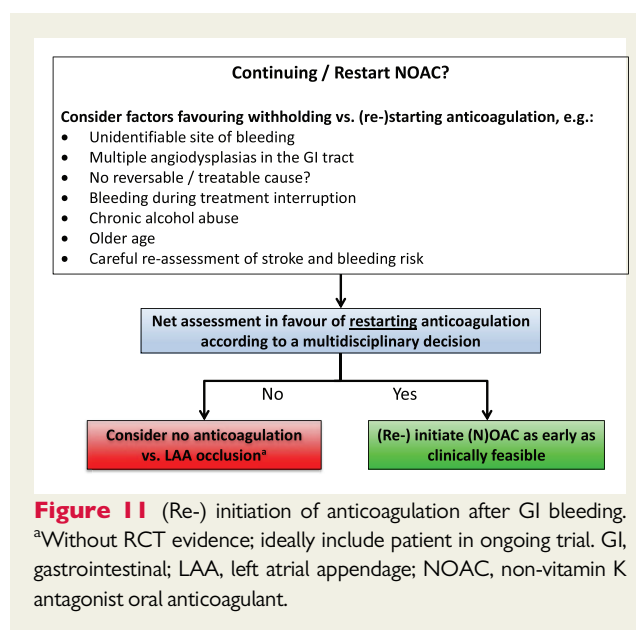 Continuing / Restart NOAC?
Consider factors favouring withholding vs. (re-)starting anticoagulation, e.g.:
• Unidentifiable site of bleeding
• Multiple angiodysplasias in the GI tract
• No reversable / treatable cause?
• Bleeding during treatment interruption
• Chronic alcohol abuse
• Older age
• Careful re-assessment of stroke and bleeding risk
Net assessment in favour of restarting anticoagulation
according to a multidisciplinary decision
No
Yes
Consider no anticoagulation
vs. LAA occlusionᵃ
(Re-) initiate (N)OAC as early as
clinically feasible
Figure 11 (Re-) initiation of anticoagulation after GI bleeding.
ᵃWithout RCT evidence; ideally include patient in ongoing trial. GI,
gastrointestinal; LAA, left atrial appendage; NOAC, non-vitamin K
antagonist oral anticoagulant.